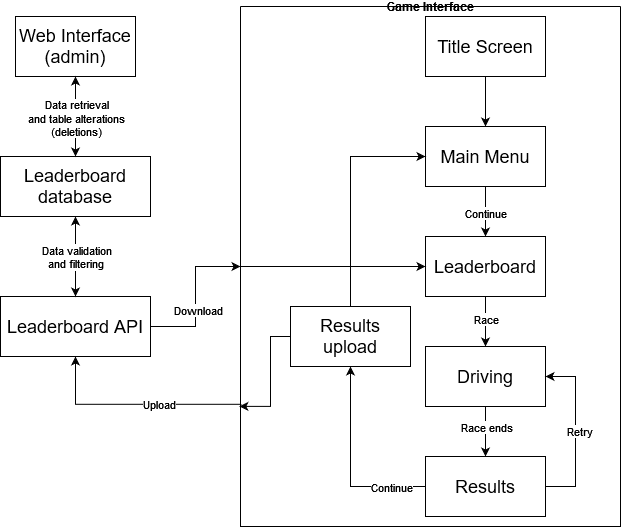 Game Interface
Web Interface
(admin)
Title Screen
Data retrieval
and table alterations
(deletions)
Main Menu
Leaderboard
database
Continue
Data validation
and filtering
Leaderboard
Download
Leaderboard API
Results
upload
Race
Driving
Upload
Race ends
Retry
Continue
Results